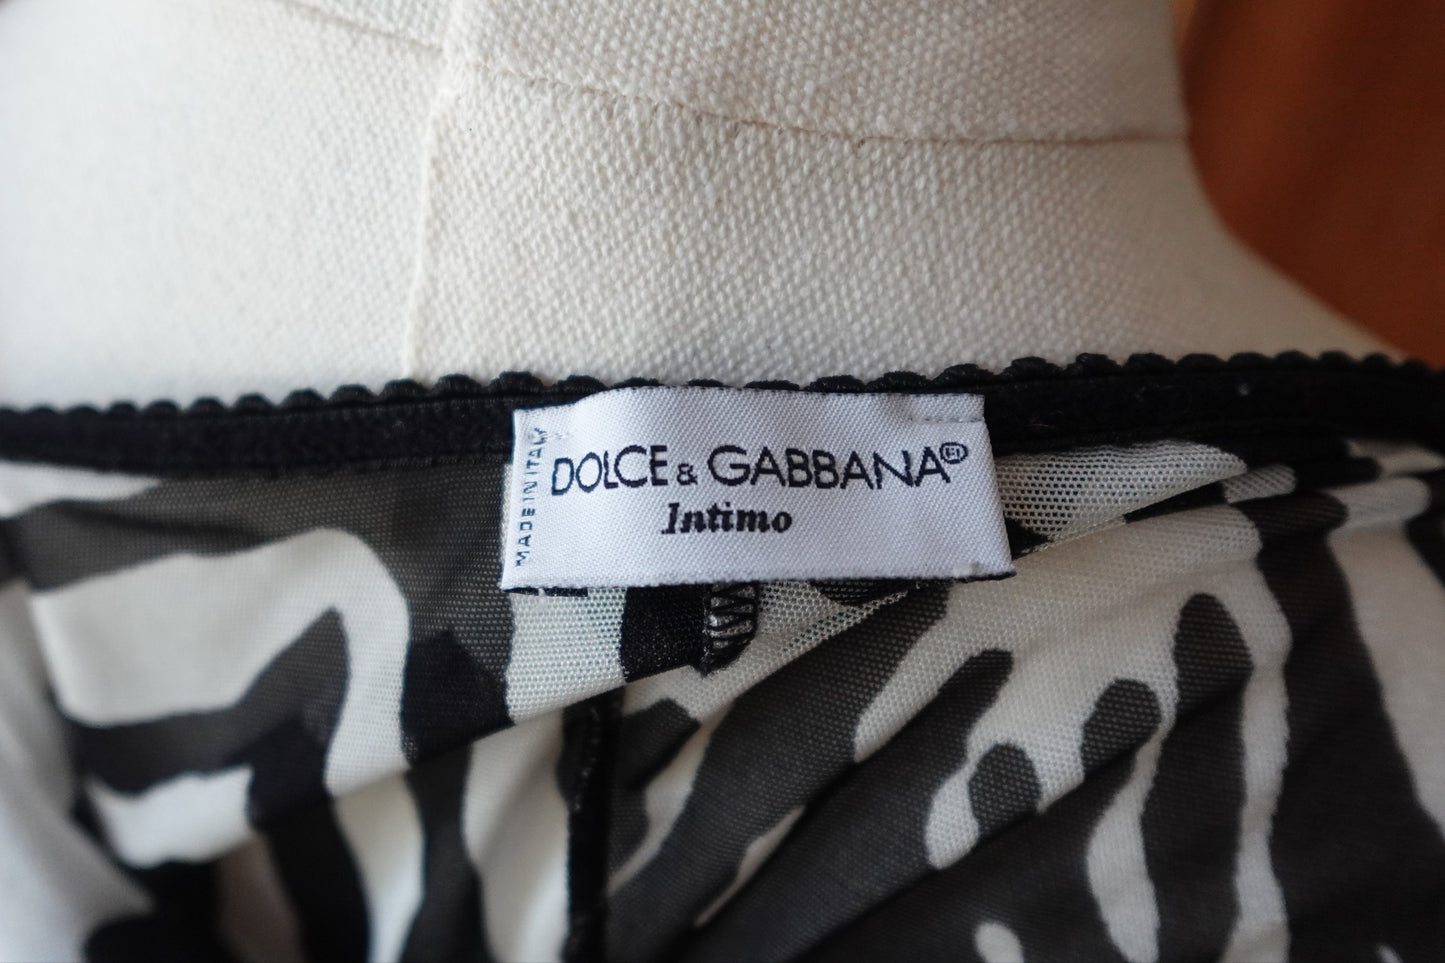 MADE IN ITALY
DOLCE & GABBANA
Intimo